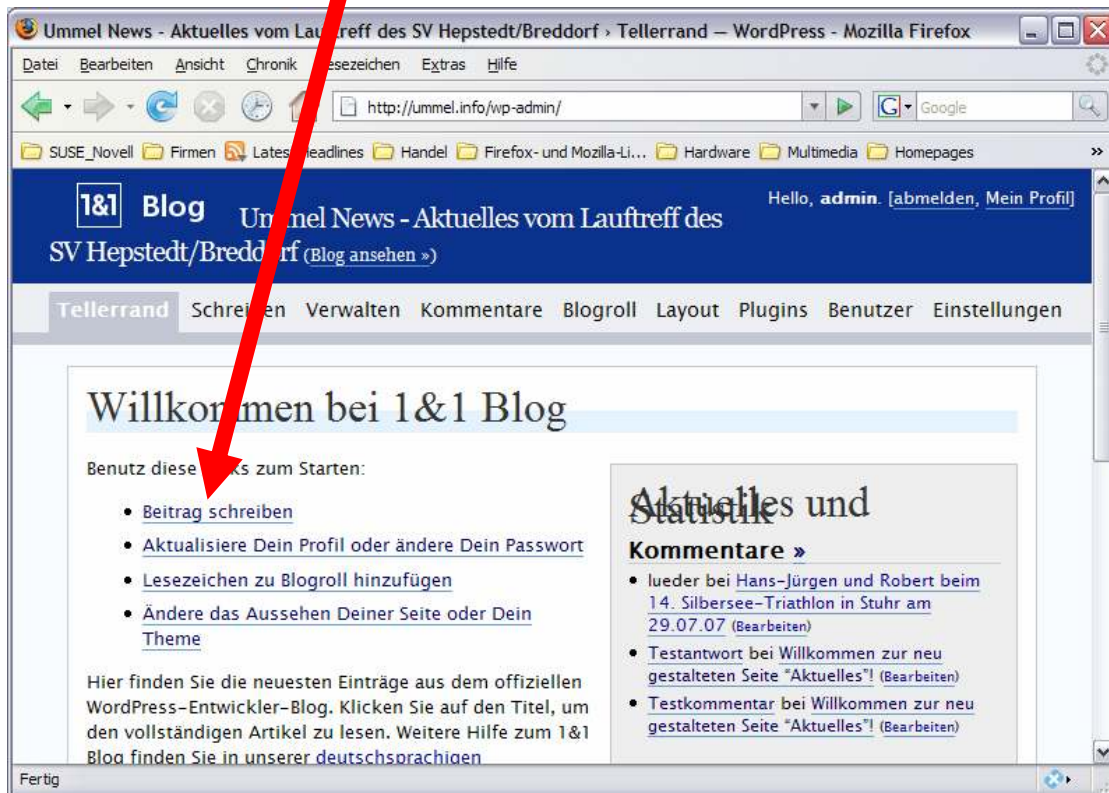 Ummel News - Aktuelles vom Lauftreff des SV Hepstedt/Breddorf › Tellerrand — WordPress - Mozilla Firefox
Datei Bearbeiten Ansicht Chronik Lesezeichen Extras Hilfe
http://ummel.info/wp-admin/ G Google
SUSE_Novell Firmen Latest Headlines Handel Firefox- und Mozilla-Li... Hardware Multimedia Homepages »
1&1 Blog Ummel News - Aktuelles vom Lauftreff des
SV Hepstedt/Breddorf (Blog ansehen »)
Hello, admin. [abmelden, Mein Profil]
Tellerrand Schreiben Verwalten Kommentare Blogroll Layout Plugins Benutzer Einstellungen
Willkommen bei 1&1 Blog
Benutz diese Links zum Starten:
• Beitrag schreiben
• Aktualisiere Dein Profil oder ändere Dein Passwort
• Lesezeichen zu Blogroll hinzufügen
• Ändere das Aussehen Deiner Seite oder Dein
Theme
Hier finden Sie die neuesten Einträge aus dem offiziellen
WordPress-Entwickler-Blog. Klicken Sie auf den Titel, um
den vollständigen Artikel zu lesen. Weitere Hilfe zum 1&1
Blog finden Sie in unserer deutschsprachigen
Aktuelles und
Statistik
Kommentare »
• lueder bei Hans-Jürgen und Robert beim
14. Silbersee-Triathlon in Stuhr am
29.07.07 (Bearbeiten)
• Testantwort bei Willkommen zur neu
gestalteten Seite "Aktuelles"! (Bearbeiten)
• Testkommentar bei Willkommen zur neu
gestalteten Seite "Aktuelles"! (Bearbeiten)
Fertig